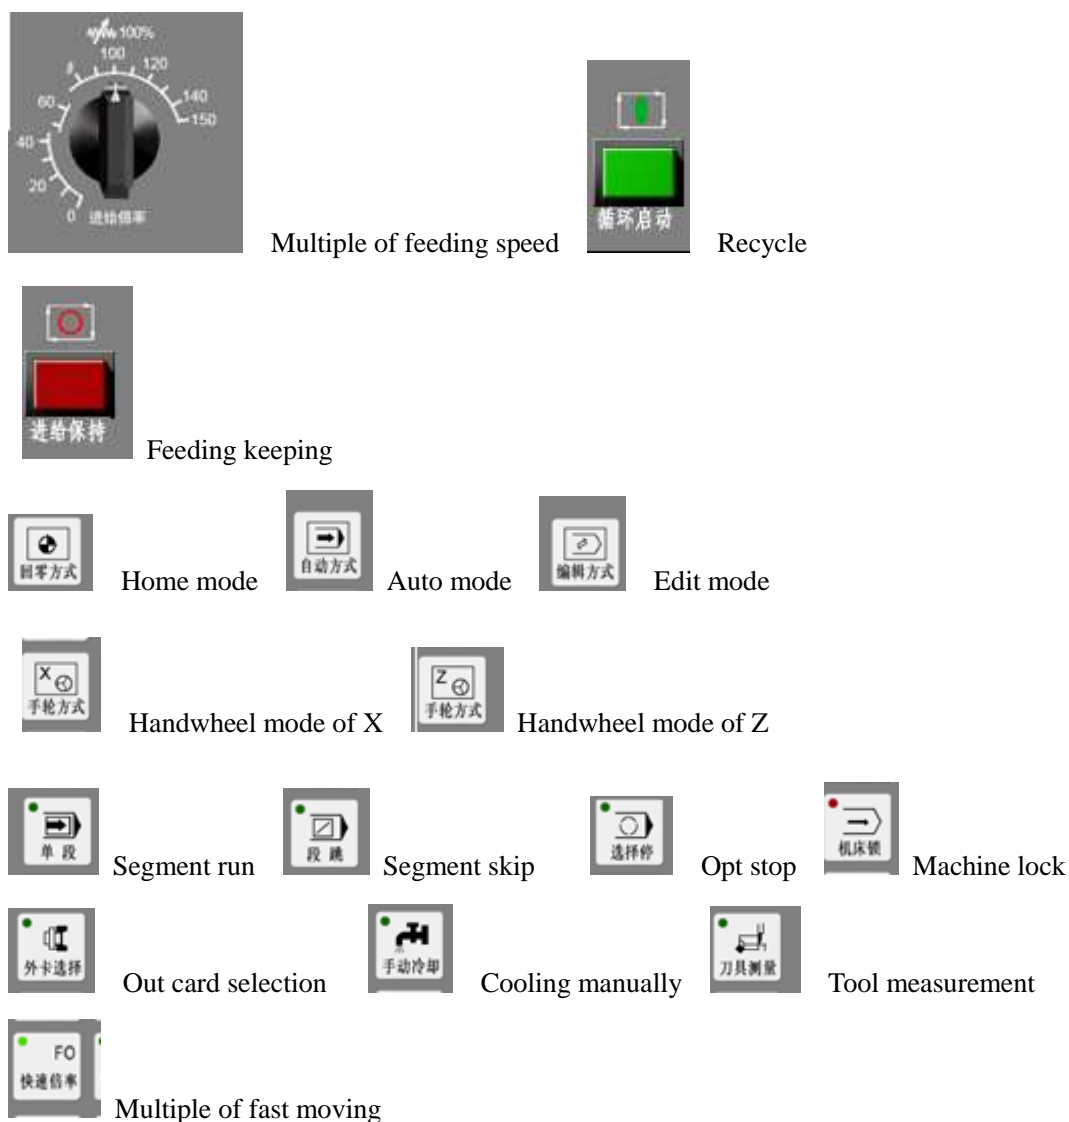 100%
100
120
60
140
150
40
20
0 进给倍率
循环启动
Multiple of feeding speed Recycle
进给保持
Feeding keeping
回零方式 自动方式 编辑方式
Home mode Auto mode Edit mode
X Z
手轮方式 手轮方式
Handwheel mode of X Handwheel mode of Z
单段 段跳 选择停 机床锁
Segment run Segment skip Opt stop Machine lock
外卡选择 手动冷却 刀具测量
Out card selection Cooling manually Tool measurement
F0
快速倍率
Multiple of fast moving